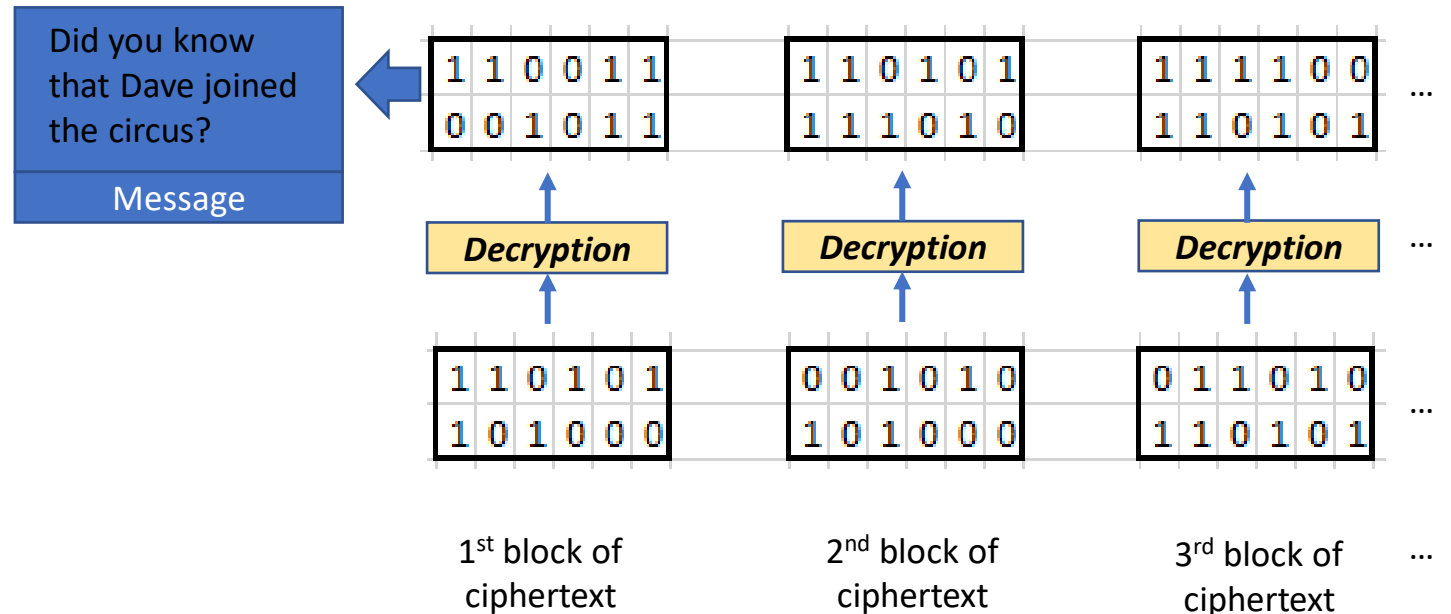 Did you know
that Dave joined
the circus?
Message
1 1 0 0 1 1
0 0 1 0 1 1
1 1 0 1 0 1
1 1 1 0 1 0
1 1 1 1 0 0
1 1 0 1 0 1
...
Decryption
Decryption
Decryption
...
1 1 0 1 0 1
1 0 1 0 0 0
0 0 1 0 1 0
1 0 1 0 0 0
0 1 1 0 1 0
1 1 0 1 0 1
...
1st block of
ciphertext
2nd block of
ciphertext
3rd block of
ciphertext
...